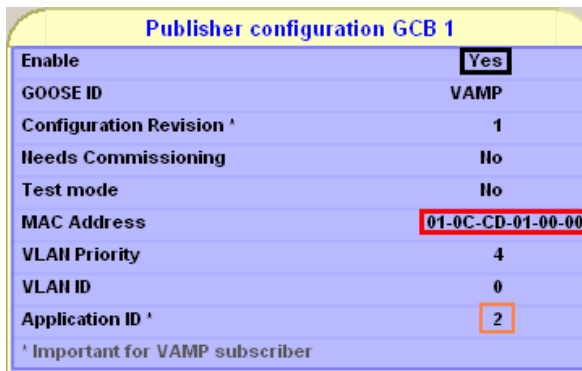 Publisher configuration GCB 1
Enable Yes
GOOSE ID VAMP
Configuration Revision * 1
Needs Commissioning No
Test mode No
MAC Address 01-0C-CD-01-00-00
VLAN Priority 4
VLAN ID 0
Application ID * 2
* Important for VAMP subscriber